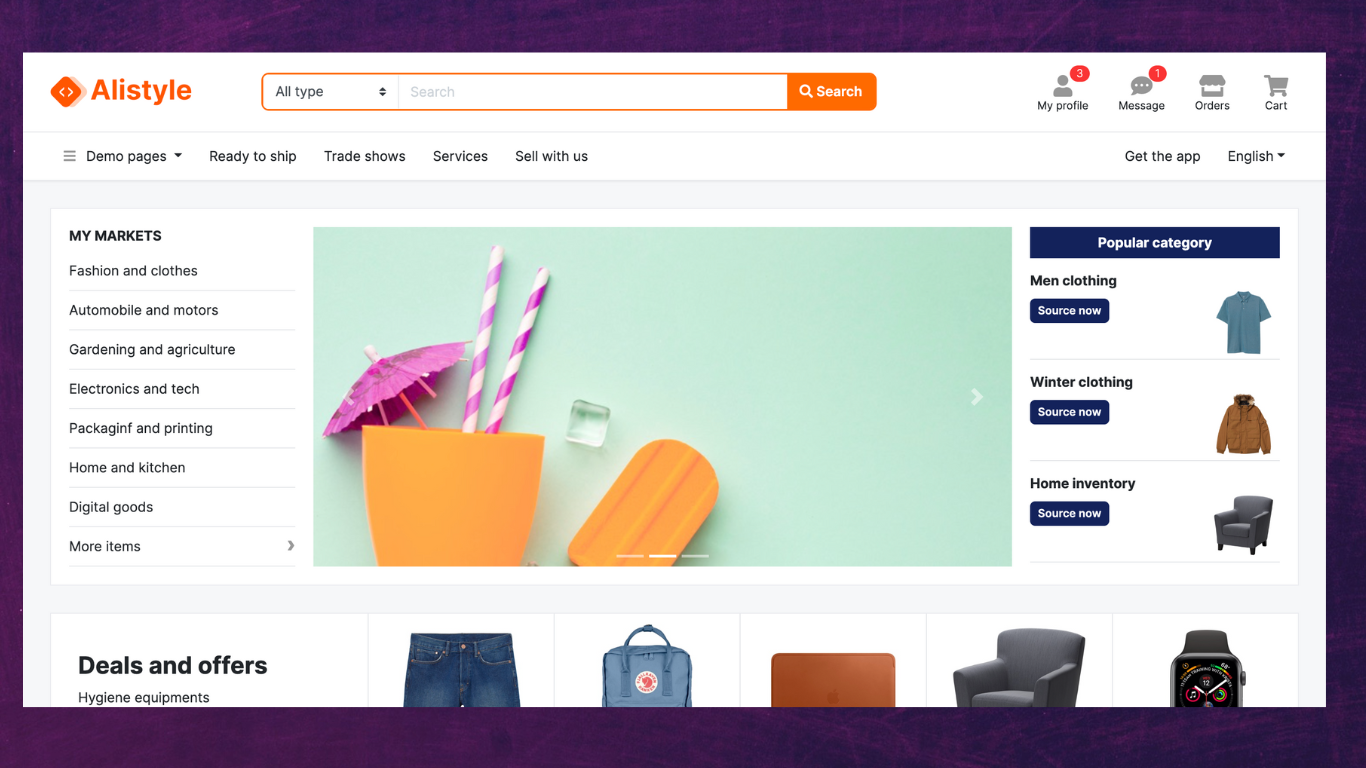 Alistyle
All type
Search
Search
3
My profile
1
Message
Orders
Cart
Demo pages
Ready to ship
Trade shows
Services
Sell with us
Get the app
English
MY MARKETS
Fashion and clothes
Automobile and motors
Gardening and agriculture
Electronics and tech
Packaginf and printing
Home and kitchen
Digital goods
More items
Popular category
Men clothing
Source now
Winter clothing
Source now
Home inventory
Source now
Deals and offers
Hygiene equipments
68°
12